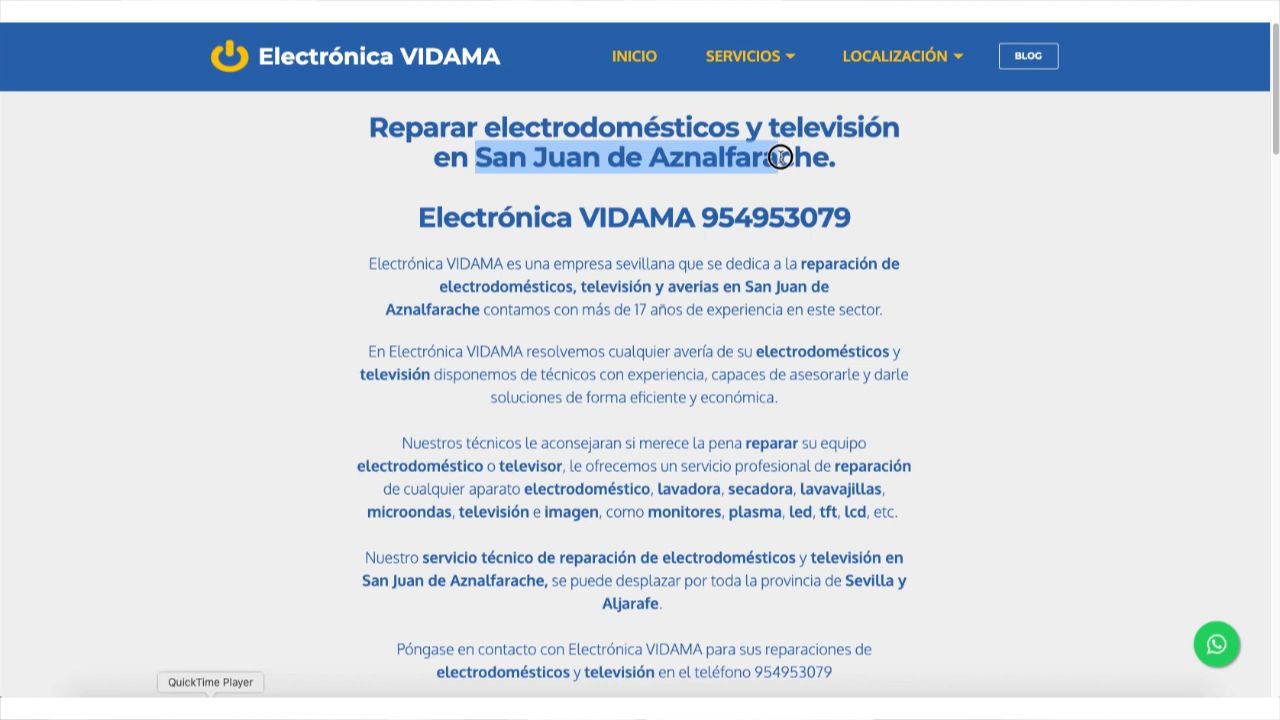 Electrónica VIDAMA
INICIO
SERVICIOS
LOCALIZACIÓN
BLOG
Reparar electrodomésticos y televisión
en San Juan de Aznalfarache.
Electrónica VIDAMA 954953079
Electrónica VIDAMA es una empresa sevillana que se dedica a la reparación de
electrodomésticos, televisión y averias en San Juan de
Aznalfarache contamos con más de 17 años de experiencia en este sector.
En Electrónica VIDAMA resolvemos cualquier avería de su electrodomésticos y
televisión disponemos de técnicos con experiencia, capaces de asesorarle y darle
soluciones de forma eficiente y económica.
Nuestros técnicos le aconsejaran si merece la pena reparar su equipo
electrodoméstico o televisor, le ofrecemos un servicio profesional de reparación
de cualquier aparato electrodoméstico, lavadora, secadora, lavavajillas,
microondas, televisión e imagen, como monitores, plasma, led, tft, lcd, etc.
Nuestro servicio técnico de reparación de electrodomésticos y televisión en
San Juan de Aznalfarache, se puede desplazar por toda la provincia de Sevilla y
Aljarafe.
Póngase en contacto con Electrónica VIDAMA para sus reparaciones de
electrodomésticos y televisión en el teléfono 954953079
QuickTime Player